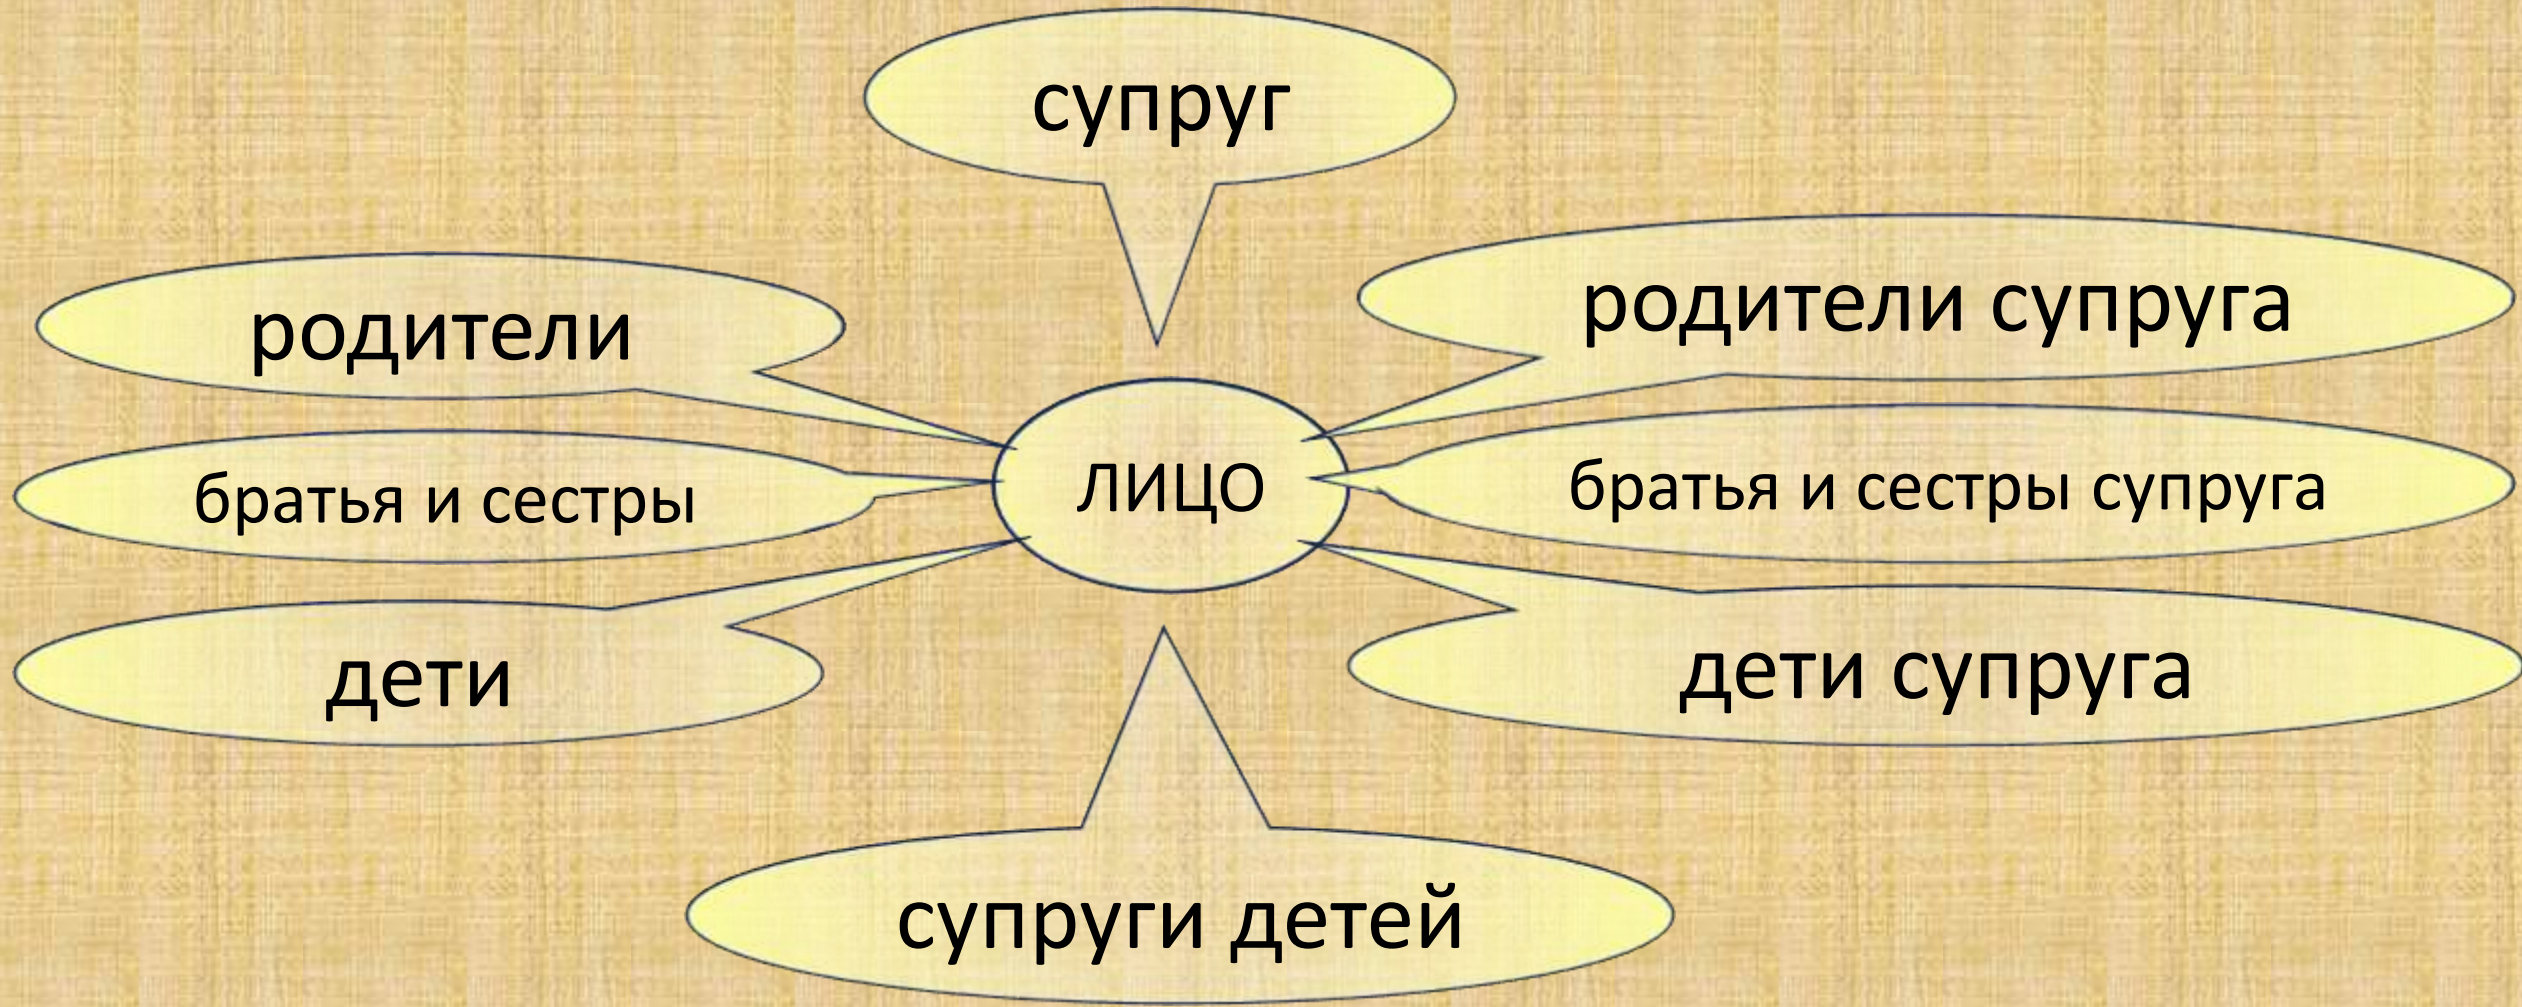 супруг
родители
родители супруга
братья и сестры
ЛИЦО
братья и сестры супруга
дети
дети супруга
супруги детей